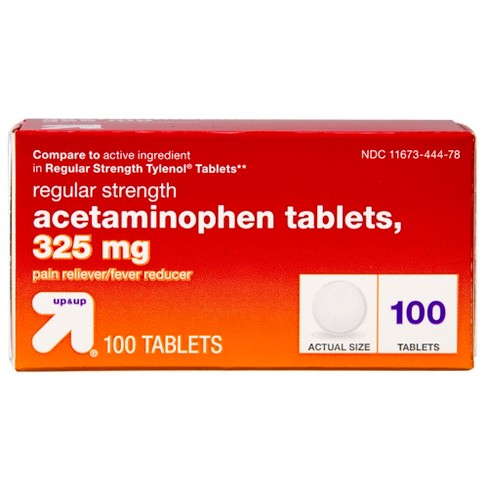 Compare to active ingredient
in Regular Strength Tylenol® Tablets**
NDC 11673-444-78
regular strength
acetaminophen tablets,
325 mg
pain reliever/fever reducer
up&up
® 100 TABLETS
ACTUAL SIZE
100
TABLETS